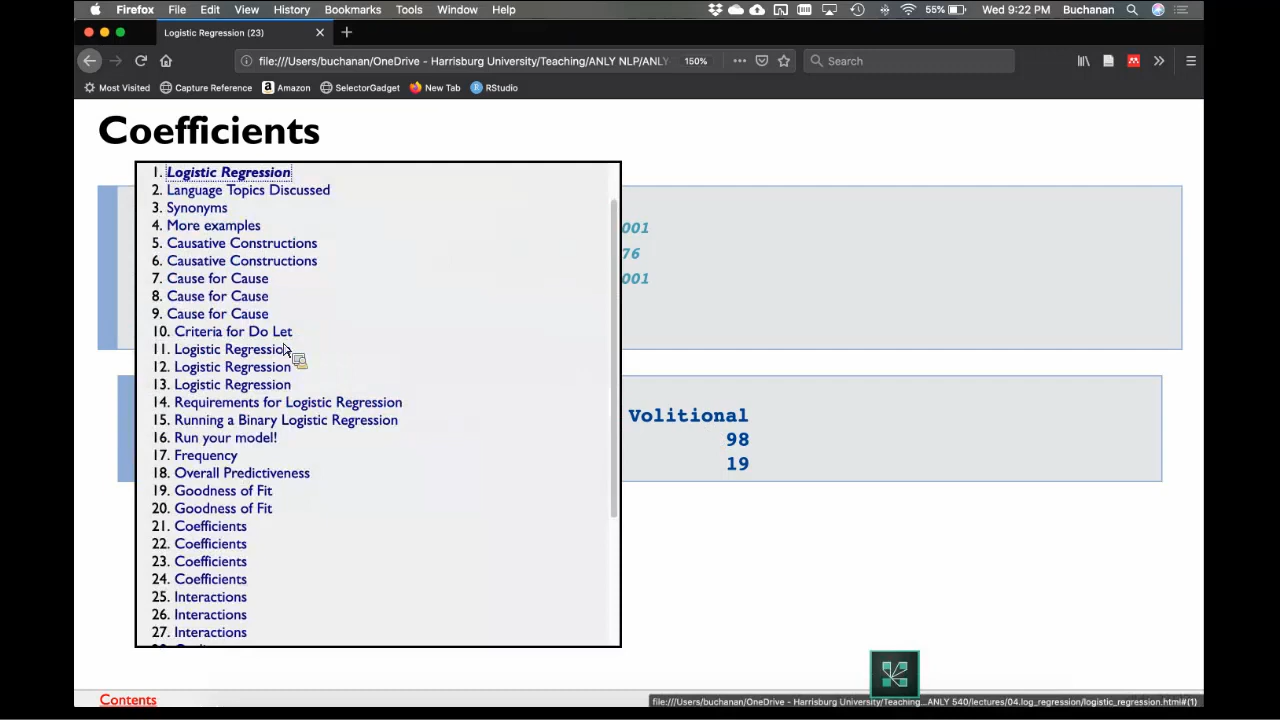 Firefox File Edit View History Bookmarks Tools Window Help 55% Wed 9:22 PM Buchanan
Logistic Regression (23)
file:///Users/buchanan/OneDrive - Harrisburg University/Teaching/ANLY NLP/ANLY 150% Search
Most Visited Capture Reference Amazon SelectorGadget New Tab RStudio
Coefficients
1. Logistic Regression
2. Language Topics Discussed
3. Synonyms
4. More examples
5. Causative Constructions
6. Causative Constructions
7. Cause for Cause
8. Cause for Cause
9. Cause for Cause
10. Criteria for Do Let
11. Logistic Regression
12. Logistic Regression
13. Logistic Regression
14. Requirements for Logistic Regression
15. Running a Binary Logistic Regression
16. Run your model!
17. Frequency
18. Overall Predictiveness
19. Goodness of Fit
20. Goodness of Fit
21. Coefficients
22. Coefficients
23. Coefficients
24. Coefficients
25. Interactions
26. Interactions
27. Interactions
001
76
001
Volitional
98
19
Contents
file:///Users/buchanan/OneDrive - Harrisburg University/Teaching...ANLY 540/lectures/04.log_regression/logistic_regression.html#(1)